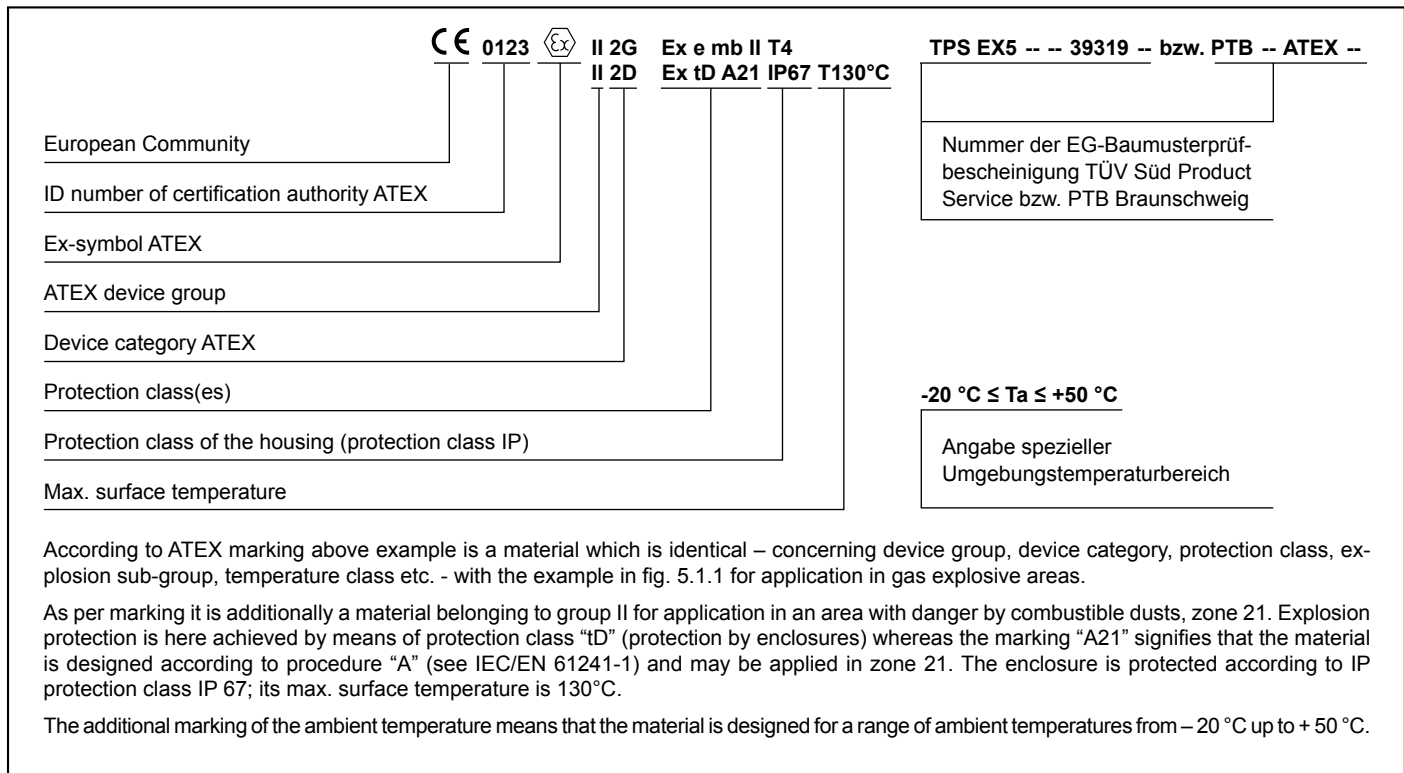 CE 0123 Ex II 2G Ex e mb II T4 TPS EX5 -- -- 39319 -- bzw. PTB -- ATEX --
II 2D Ex tD A21 IP67 T130°C
European Community
ID number of certification authority ATEX
Ex-symbol ATEX
ATEX device group
Device category ATEX
Protection class(es)
Protection class of the housing (protection class IP)
Max. surface temperature
Nummer der EG-Baumusterprüf-
bescheinigung TÜV Süd Product
Service bzw. PTB Braunschweig
-20 °C ≤ Ta ≤ +50 °C
Angabe spezieller
Umgebungstemperaturbereich
According to ATEX marking above example is a material which is identical – concerning device group, device category, protection class, ex-
plosion sub-group, temperature class etc. - with the example in fig. 5.1.1 for application in gas explosive areas.
As per marking it is additionally a material belonging to group II for application in an area with danger by combustible dusts, zone 21. Explosion
protection is here achieved by means of protection class “tD” (protection by enclosures) whereas the marking “A21” signifies that the material
is designed according to procedure “A” (see IEC/EN 61241-1) and may be applied in zone 21. The enclosure is protected according to IP
protection class IP 67; its max. surface temperature is 130°C.
The additional marking of the ambient temperature means that the material is designed for a range of ambient temperatures from – 20 °C up to + 50 °C.